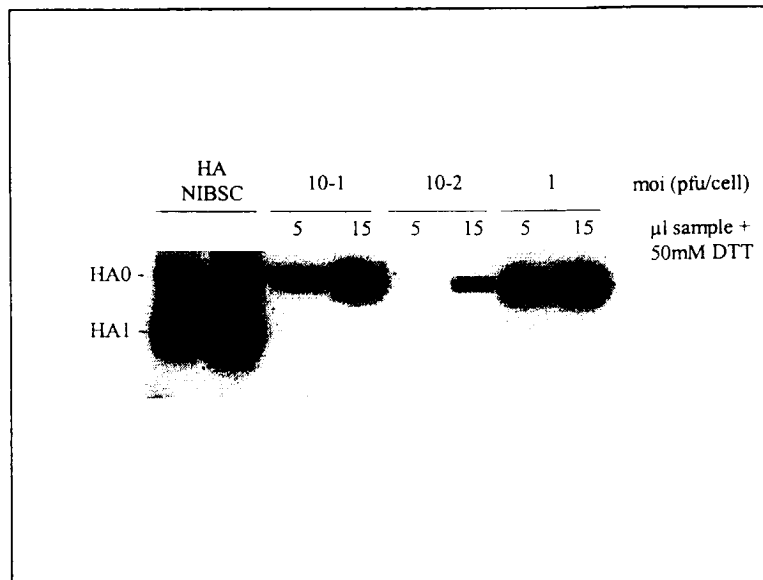 HA
NIBSC
10-1
10-2
1
moi (pfu/cell)
5
15
5
15
5
15
µl sample +
50mM DTT
HA0 -
HA1 -